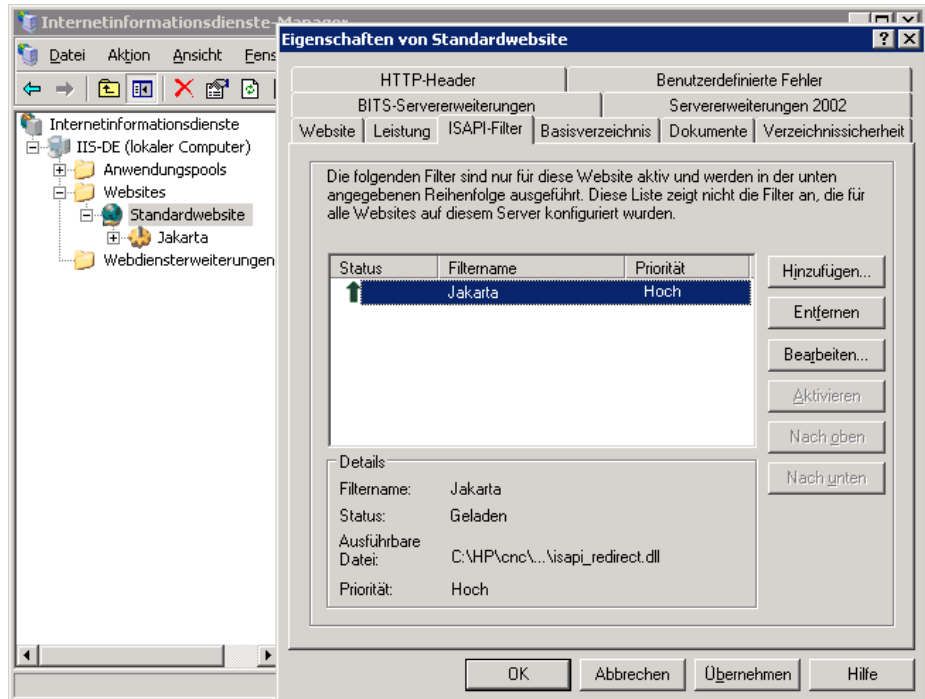 Internetinformationsdienste-Manager
Datei Aktion Ansicht Fens
Internetinformationsdienste
IIS-DE (lokaler Computer)
Anwendungspools
Websites
Standardwebsite
Jakarta
Webdiensterweiterungen
Eigenschaften von Standardwebsite
HTTP-Header Benutzerdefinierte Fehler
BITS-Servererweiterungen Servererweiterungen 2002
Website Leistung ISAPI-Filter Basisverzeichnis Dokumente Verzeichnissicherheit
Die folgenden Filter sind nur für diese Website aktiv und werden in der unten
angegebenen Reihenfolge ausgeführt. Diese Liste zeigt nicht die Filter an, die für
alle Websites auf diesem Server konfiguriert wurden.
Status Filtername Priorität
Jakarta Hoch
Hinzufügen...
Entfernen
Bearbeiten...
Aktivieren
Nach oben
Nach unten
Details
Filtername: Jakarta
Status: Geladen
Ausführbare
Datei: C:\HP\cnc\...\isapi_redirect.dll
Priorität: Hoch
OK Abbrechen Übernehmen Hilfe